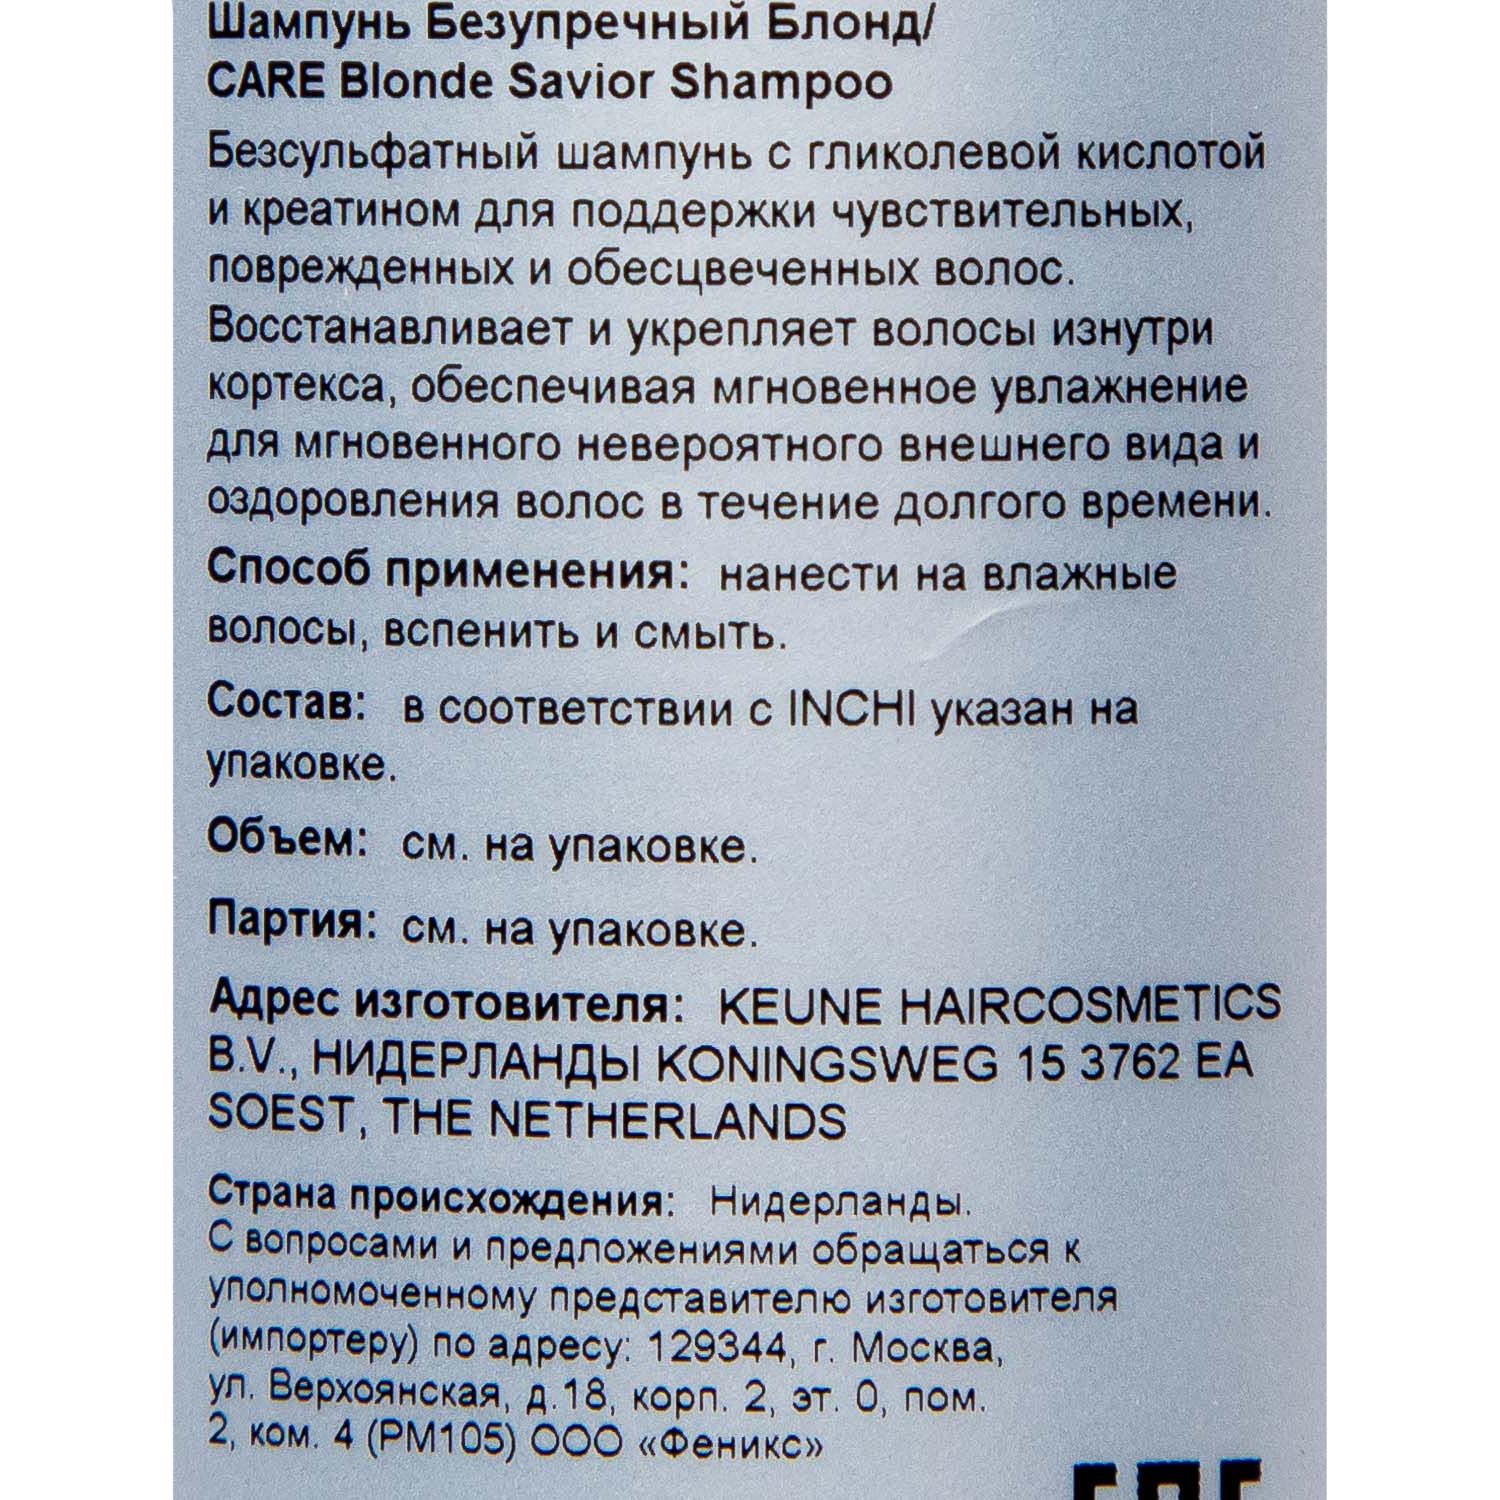 Шампунь Безупречный Блонд/
CARE Blonde Savior Shampoo
Безсульфатный шампунь с гликолевой кислотой
и креатином для поддержки чувствительных,
поврежденных и обесцвеченных волос.
Восстанавливает и укрепляет волосы изнутри
кортекса, обеспечивая мгновенное увлажнение
для мгновенного невероятного внешнего вида и
оздоровления волос в течение долгого времени.
Способ применения: нанести на влажные
волосы, вспенить и смыть.
Состав: в соответствии с INCHI указан на
упаковке.
Объем: см. на упаковке.
Партия: см. на упаковке.
Адрес изготовителя: KEUNE HAIRCOSMETICS
B.V., НИДЕРЛАНДЫ KONINGSWEG 15 3762 EA
SOEST, THE NETHERLANDS
Страна происхождения: Нидерланды.
С вопросами и предложениями обращаться к
уполномоченному представителю изготовителя
(импортеру) по адресу: 129344, г. Москва,
ул. Верхоянская, д.18, корп. 2, эт. 0, пом.
2, ком. 4 (РМ105) ООО «Феникс»